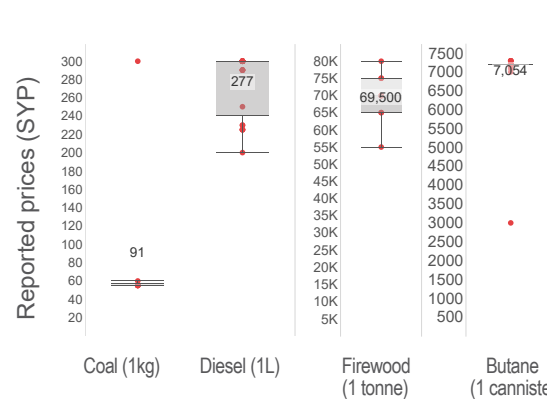 Reported prices (SYP)
300
280
260
240
220
200
180
160
140
120
100
80
60
40
20
91
277
80K
75K
70K
65K
60K
55K
50K
45K
40K
35K
30K
25K
20K
15K
10K
5K
69,500
7500
7000
6500
6000
5500
5000
4500
4000
3500
3000
2500
2000
1500
1000
500
7,054
Coal (1kg)
Diesel (1L)
Firewood
(1 tonne)
Butane
(1 canniste